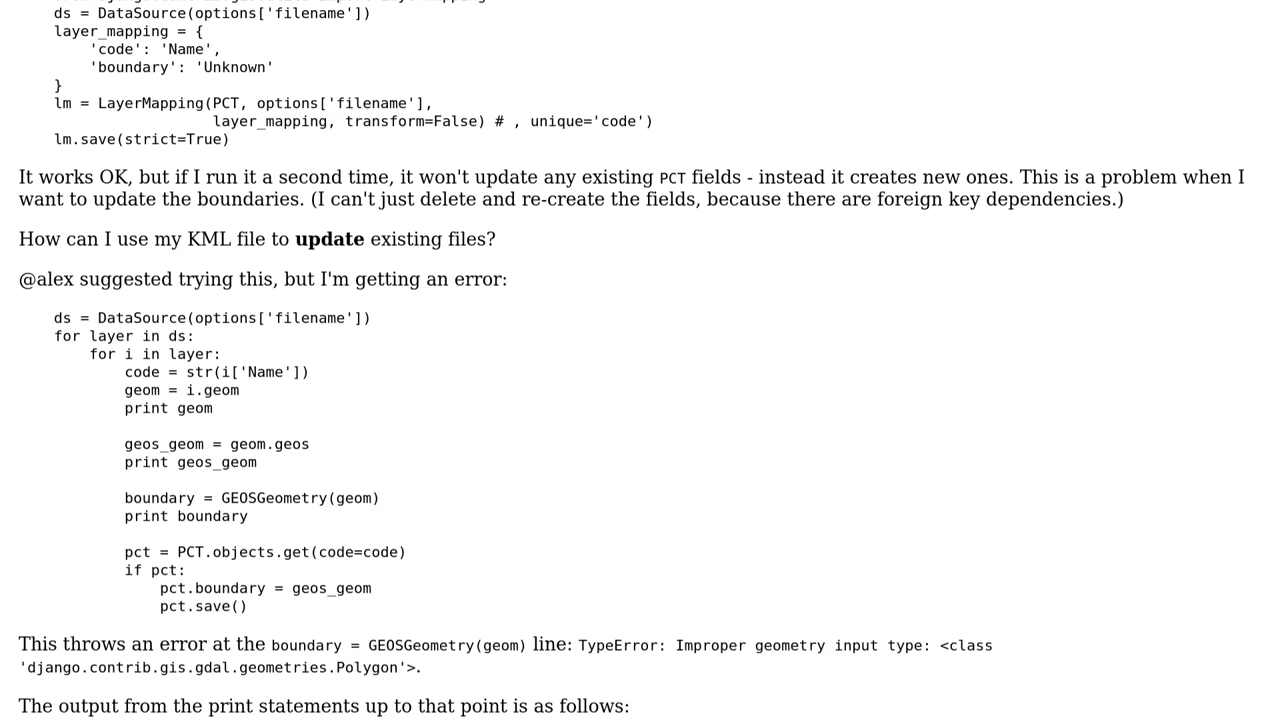 ds = DataSource(options['filename'])
layer_mapping = {
    'code': 'Name',
    'boundary': 'Unknown'
}
lm = LayerMapping(PCT, options['filename'],
                  layer_mapping, transform=False) # , unique='code')
lm.save(strict=True)
It works OK, but if I run it a second time, it won't update any existing PCT fields - instead it creates new ones. This is a problem when I
want to update the boundaries. (I can't just delete and re-create the fields, because there are foreign key dependencies.)
How can I use my KML file to update existing files?
@alex suggested trying this, but I'm getting an error:
ds = DataSource(options['filename'])
for layer in ds:
    for i in layer:
        code = str(i['Name'])
        geom = i.geom
        print geom
        geos_geom = geom.geos
        print geos_geom
        boundary = GEOSGeometry(geom)
        print boundary
        pct = PCT.objects.get(code=code)
        if pct:
            pct.boundary = geos_geom
            pct.save()
This throws an error at the boundary = GEOSGeometry(geom) line: TypeError: Improper geometry input type: <class
'django.contrib.gis.gdal.geometries.Polygon'>.
The output from the print statements up to that point is as follows: